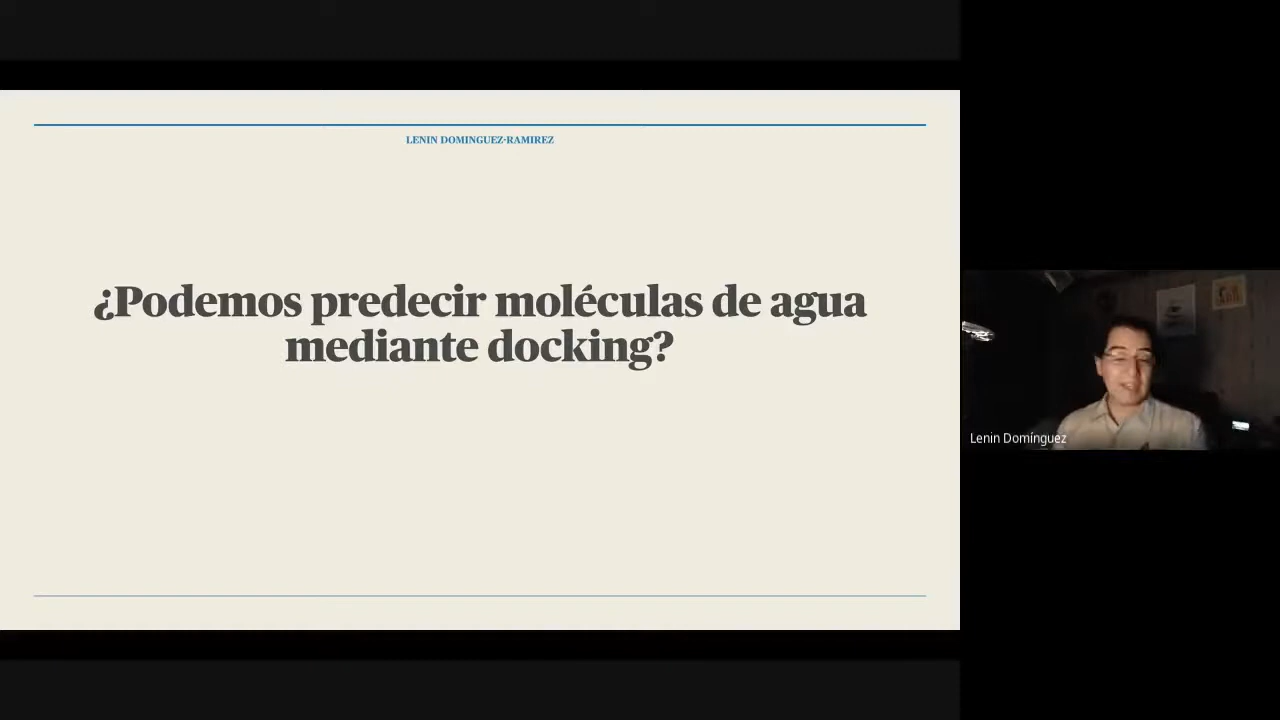 LENIN DOMINGUEZ-RAMIREZ
¿Podemos predecir moléculas de agua
mediante docking?
Lenin Domínguez